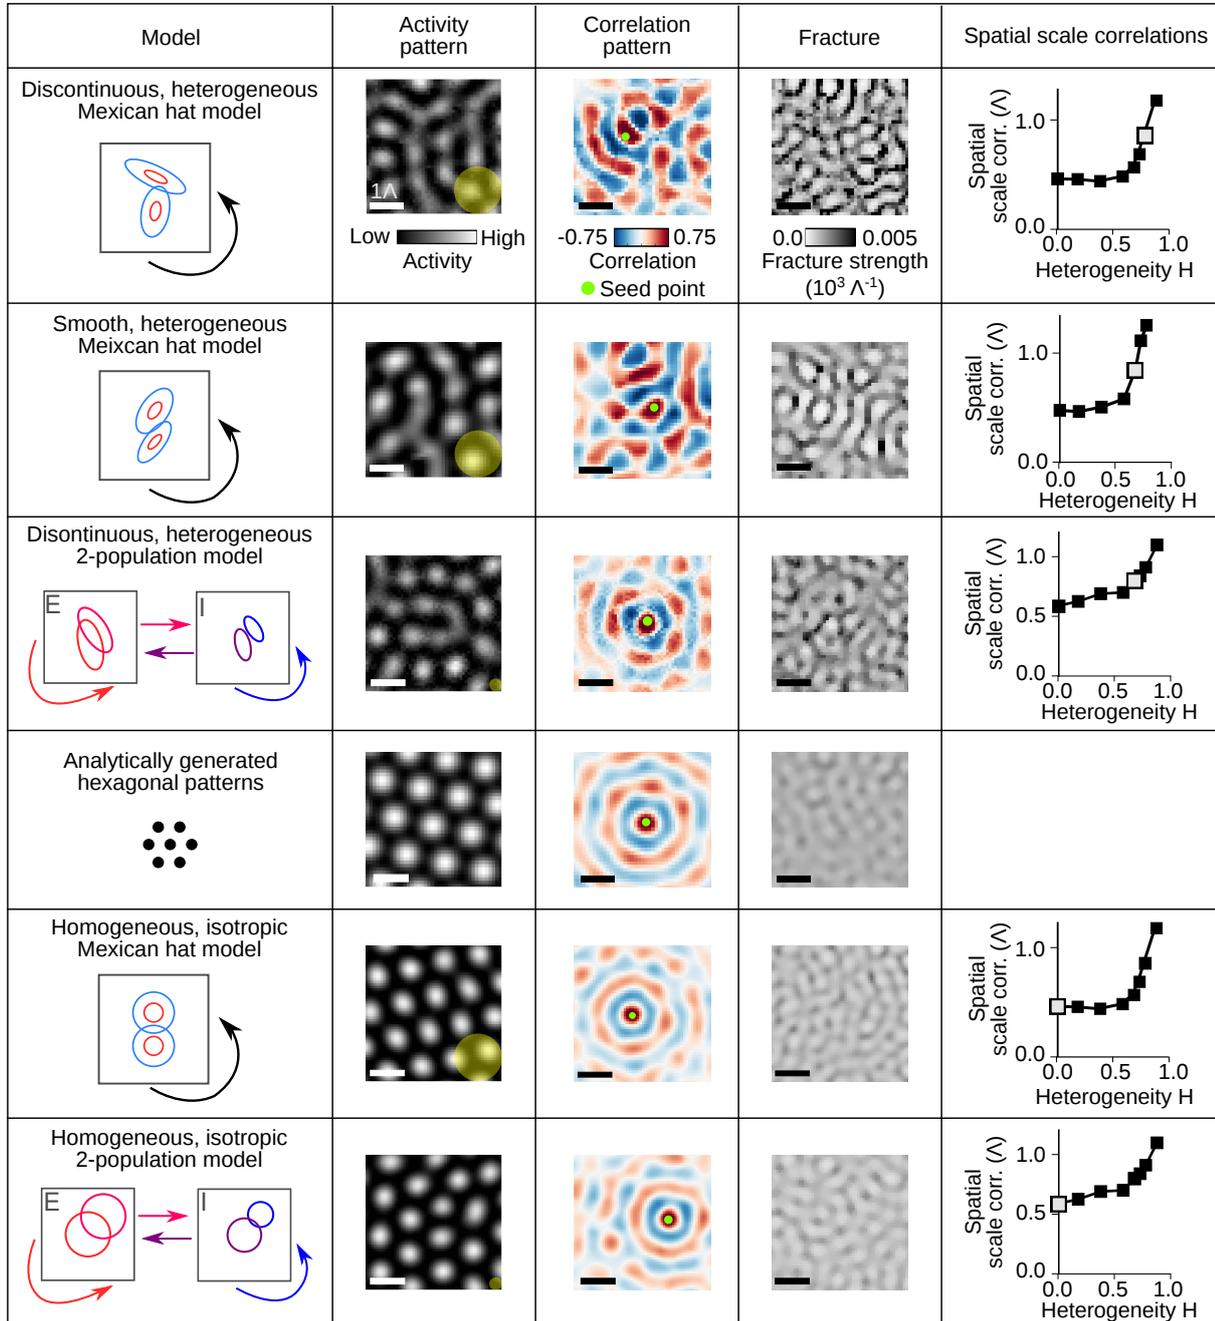 Model
Activity
pattern
Correlation
pattern
Fracture
Spatial scale correlations
Discontinuous, heterogeneous
Mexican hat model
1Λ
Low
High
Activity
-0.75
0.75
Correlation
Seed point
0.0
0.005
Fracture strength
(10³ Λ⁻¹)
Spatial
scale corr. (Λ)
1.0
0.0
0.0 0.5 1.0
Heterogeneity H
Smooth, heterogeneous
Meixcan hat model
Spatial
scale corr. (Λ)
1.0
0.0
0.0 0.5 1.0
Heterogeneity H
Disontinuous, heterogeneous
2-population model
E
I
Spatial
scale corr. (Λ)
1.0
0.5
0.0
0.0 0.5 1.0
Heterogeneity H
Analytically generated
hexagonal patterns
Homogeneous, isotropic
Mexican hat model
Spatial
scale corr. (Λ)
1.0
0.0
0.0 0.5 1.0
Heterogeneity H
Homogeneous, isotropic
2-population model
E
I
Spatial
scale corr. (Λ)
1.0
0.5
0.0
0.0 0.5 1.0
Heterogeneity H